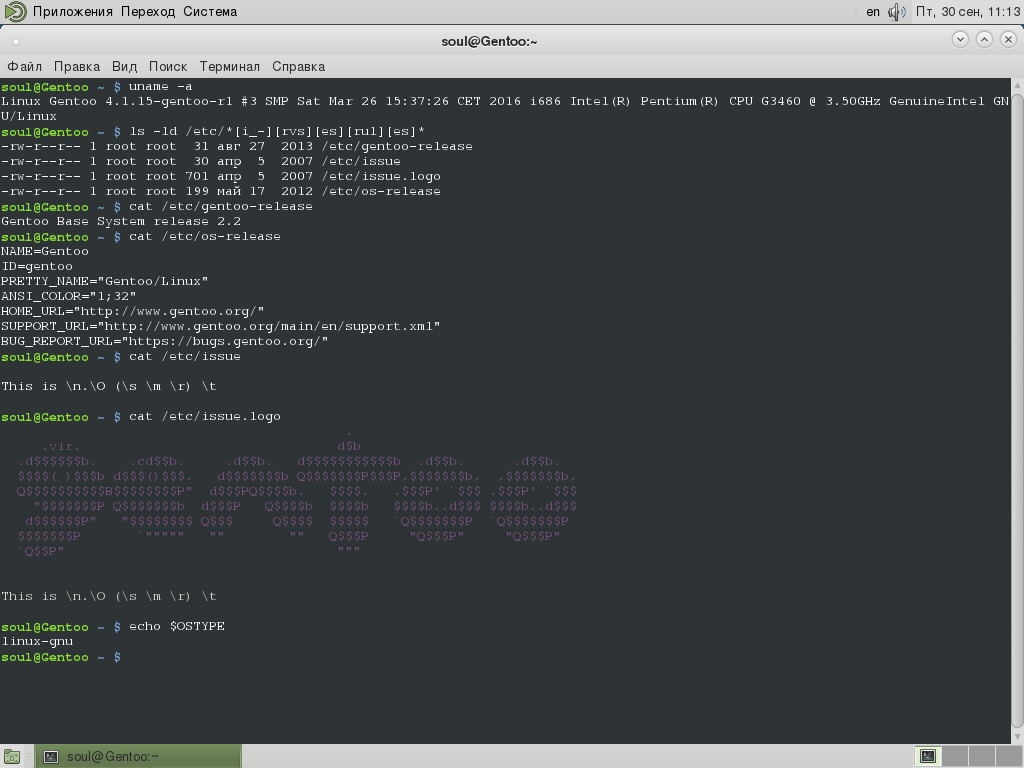 Приложения Переход Система
en Пт, 30 сен, 11:13
soul@Gentoo:~
Файл Правка Вид Поиск Терминал Справка
soul@Gentoo ~ $ uname -a
Linux Gentoo 4.1.15-gentoo-r1 #3 SMP Sat Mar 26 15:37:26 CET 2016 i686 Intel(R) Pentium(R) CPU G3460 @ 3.50GHz GenuineIntel GN
U/Linux
soul@Gentoo ~ $ ls -ld /etc/*[i_-][rvs][es][rul][es]*
-rw-r--r-- 1 root root  31 авг 27  2013 /etc/gentoo-release
-rw-r--r-- 1 root root  30 апр  5  2007 /etc/issue
-rw-r--r-- 1 root root 701 апр  5  2007 /etc/issue.logo
-rw-r--r-- 1 root root 199 май 17  2012 /etc/os-release
soul@Gentoo ~ $ cat /etc/gentoo-release
Gentoo Base System release 2.2
soul@Gentoo ~ $ cat /etc/os-release
NAME=Gentoo
ID=gentoo
PRETTY_NAME="Gentoo/Linux"
ANSI_COLOR="1;32"
HOME_URL="http://www.gentoo.org/"
SUPPORT_URL="http://www.gentoo.org/main/en/support.xml"
BUG_REPORT_URL="https://bugs.gentoo.org/"
soul@Gentoo ~ $ cat /etc/issue
This is \n.\O (\s \m \r) \t
soul@Gentoo ~ $ cat /etc/issue.logo
                                           .
     .vir.                                d$b
  .d$$$$$$b.    .cd$$b.     .d$$b.   d$$$$$$$$$$$b  .d$$b.      .d$$b.
  $$$$( )$$$b d$$$()$$$.   d$$$$$$$b Q$$$$$$$P$$$P.$$$$$$$b.  .$$$$$$$b.
  Q$$$$$$$$$$B$$$$$$$$P"  d$$$PQ$$$$b.   $$$$.   .$$$P' `$$$ .$$$P' `$$$
    "$$$$$$$P Q$$$$$$$b  d$$$P   Q$$$$b  $$$$b   $$$$b..d$$$ $$$$b..d$$$
   d$$$$$$P"   "$$$$$$$$ Q$$$     Q$$$$  $$$$$   `Q$$$$$$$P  `Q$$$$$$$P
  $$$$$$$P       `"""""   ""        ""   Q$$$P     "Q$$$P"     "Q$$$P"
  `Q$$P"                                  """
This is \n.\O (\s \m \r) \t
soul@Gentoo ~ $ echo $OSTYPE
linux-gnu
soul@Gentoo ~ $
soul@Gentoo:~